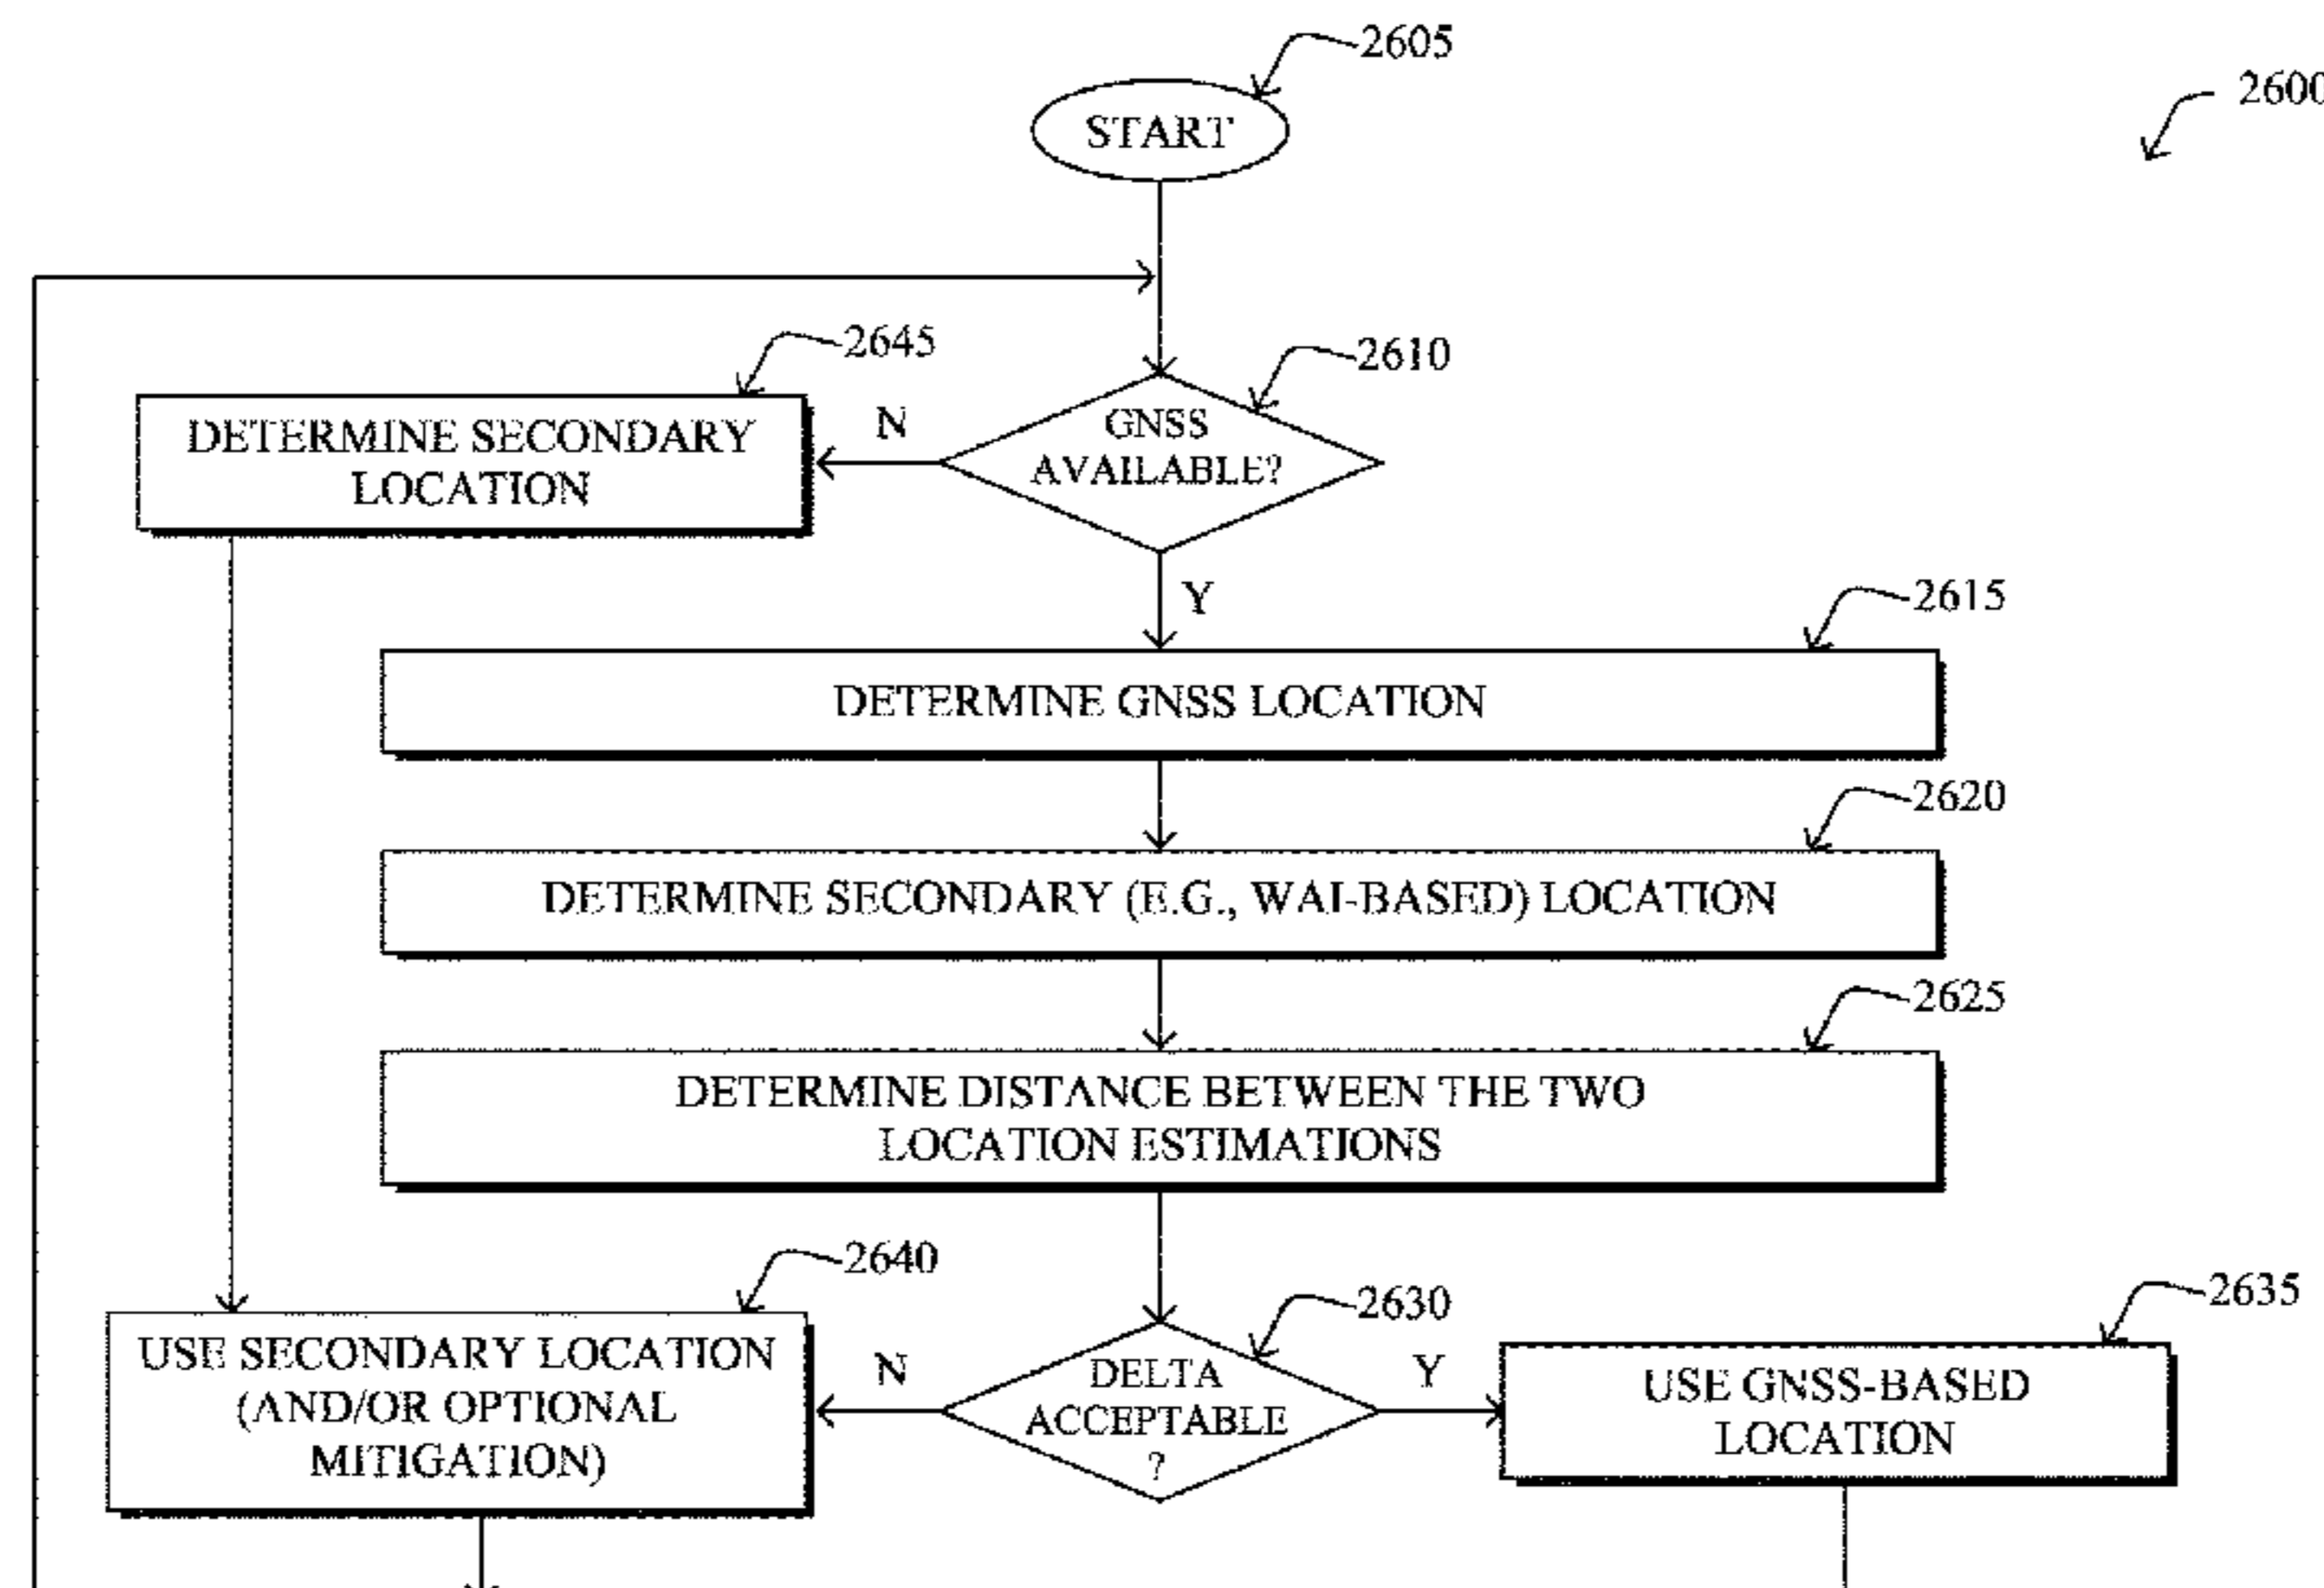 2605
2600
START
2645
2610
DETERMINE SECONDARY
LOCATION
N
GNSS
AVAILABLE?
Y
2615
DETERMINE GNSS LOCATION
2620
DETERMINE SECONDARY (E.G., WAI-BASED) LOCATION
2625
DETERMINE DISTANCE BETWEEN THE TWO
LOCATION ESTIMATIONS
2640
2630
2635
USE SECONDARY LOCATION
(AND/OR OPTIONAL
MITIGATION)
N
DELTA
ACCEPTABLE
?
Y
USE GNSS-BASED
LOCATION